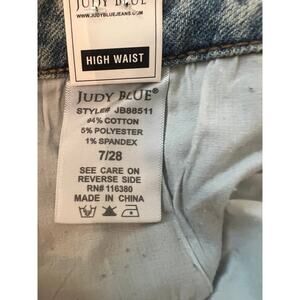 JUDY BLUE
WWW.JUDYBLUEJEANS.COM
HIGH WAIST
JUDY BLUE®
STYLE# JB88511
94% COTTON
5% POLYESTER
1% SPANDEX
7/28
SEE CARE ON
REVERSE SIDE
RN# 116380
MADE IN CHINA